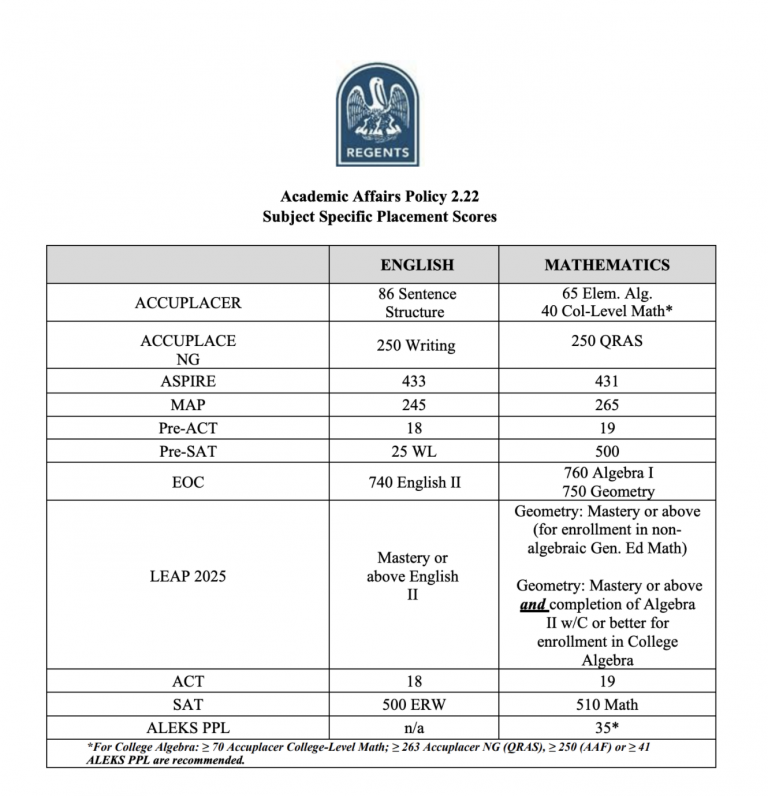 REGENTS
Academic Affairs Policy 2.22
Subject Specific Placement Scores
ENGLISH MATHEMATICS
ACCUPLACER 86 Sentence Structure 65 Elem. Alg. 40 Col-Level Math*
ACCUPLACE NG 250 Writing 250 QRAS
ASPIRE 433 431
MAP 245 265
Pre-ACT 18 19
Pre-SAT 25 WL 500
EOC 740 English II 760 Algebra I 750 Geometry
LEAP 2025
Mastery or
above English
II
Geometry: Mastery or above
(for enrollment in non-
algebraic Gen. Ed Math)
Geometry: Mastery or above
and completion of Algebra
II w/C or better for
enrollment in College
Algebra
ACT 18 19
SAT 500 ERW 510 Math
ALEKS PPL n/a 35*
*For College Algebra: ≥ 70 Accuplacer College-Level Math; ≥ 263 Accuplacer NG (QRAS), ≥ 250 (AAF) or ≥ 41
ALEKS PPL are recommended.